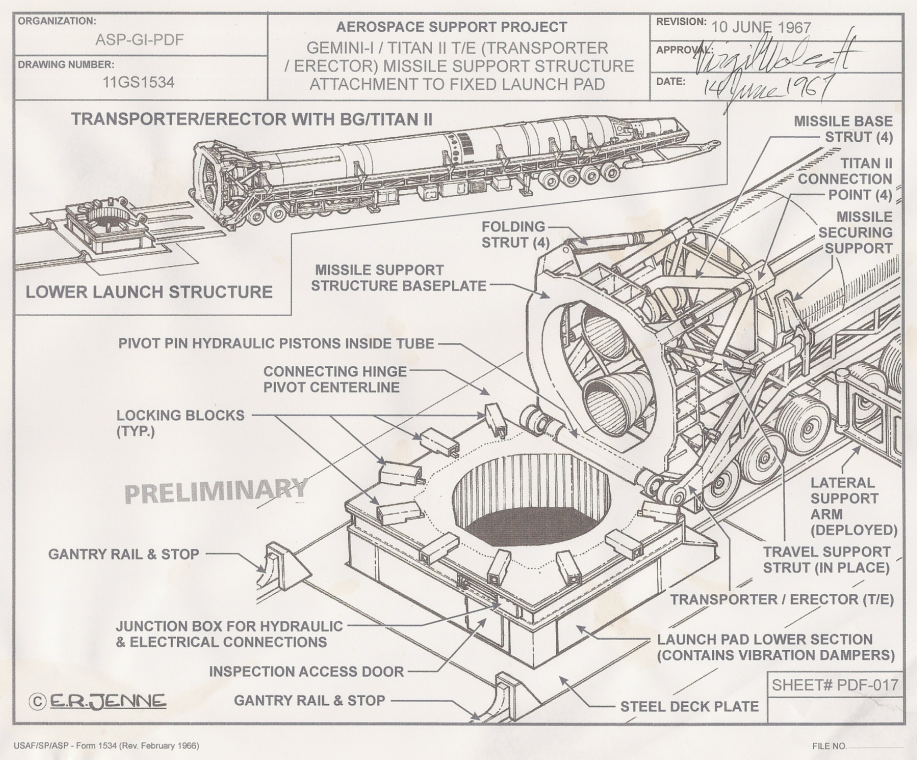 ORGANIZATION:
ASP-GI-PDF
DRAWING NUMBER:
11GS1534
AEROSPACE SUPPORT PROJECT
GEMINI-I / TITAN II T/E (TRANSPORTER
/ ERECTOR) MISSILE SUPPORT STRUCTURE
ATTACHMENT TO FIXED LAUNCH PAD
REVISION: 10 JUNE 1967
APPROVAL:
DATE: 14 June 1967
TRANSPORTER/ERECTOR WITH BG/TITAN II
LOWER LAUNCH STRUCTURE
MISSILE BASE
STRUT (4)
TITAN II
CONNECTION
POINT (4)
MISSILE
SECURING
SUPPORT
FOLDING
STRUT (4)
MISSILE SUPPORT
STRUCTURE BASEPLATE
PIVOT PIN HYDRAULIC PISTONS INSIDE TUBE
CONNECTING HINGE
PIVOT CENTERLINE
LOCKING BLOCKS
(TYP.)
PRELIMINARY
GANTRY RAIL & STOP
JUNCTION BOX FOR HYDRAULIC
& ELECTRICAL CONNECTIONS
INSPECTION ACCESS DOOR
GANTRY RAIL & STOP
LATERAL
SUPPORT
ARM
(DEPLOYED)
TRAVEL SUPPORT
STRUT (IN PLACE)
TRANSPORTER / ERECTOR (T/E)
LAUNCH PAD LOWER SECTION
(CONTAINS VIBRATION DAMPERS)
STEEL DECK PLATE
SHEET# PDF-017
© E.R.JENNE
USAF/SP/ASP - Form 1534 (Rev. February 1966)
FILE NO.